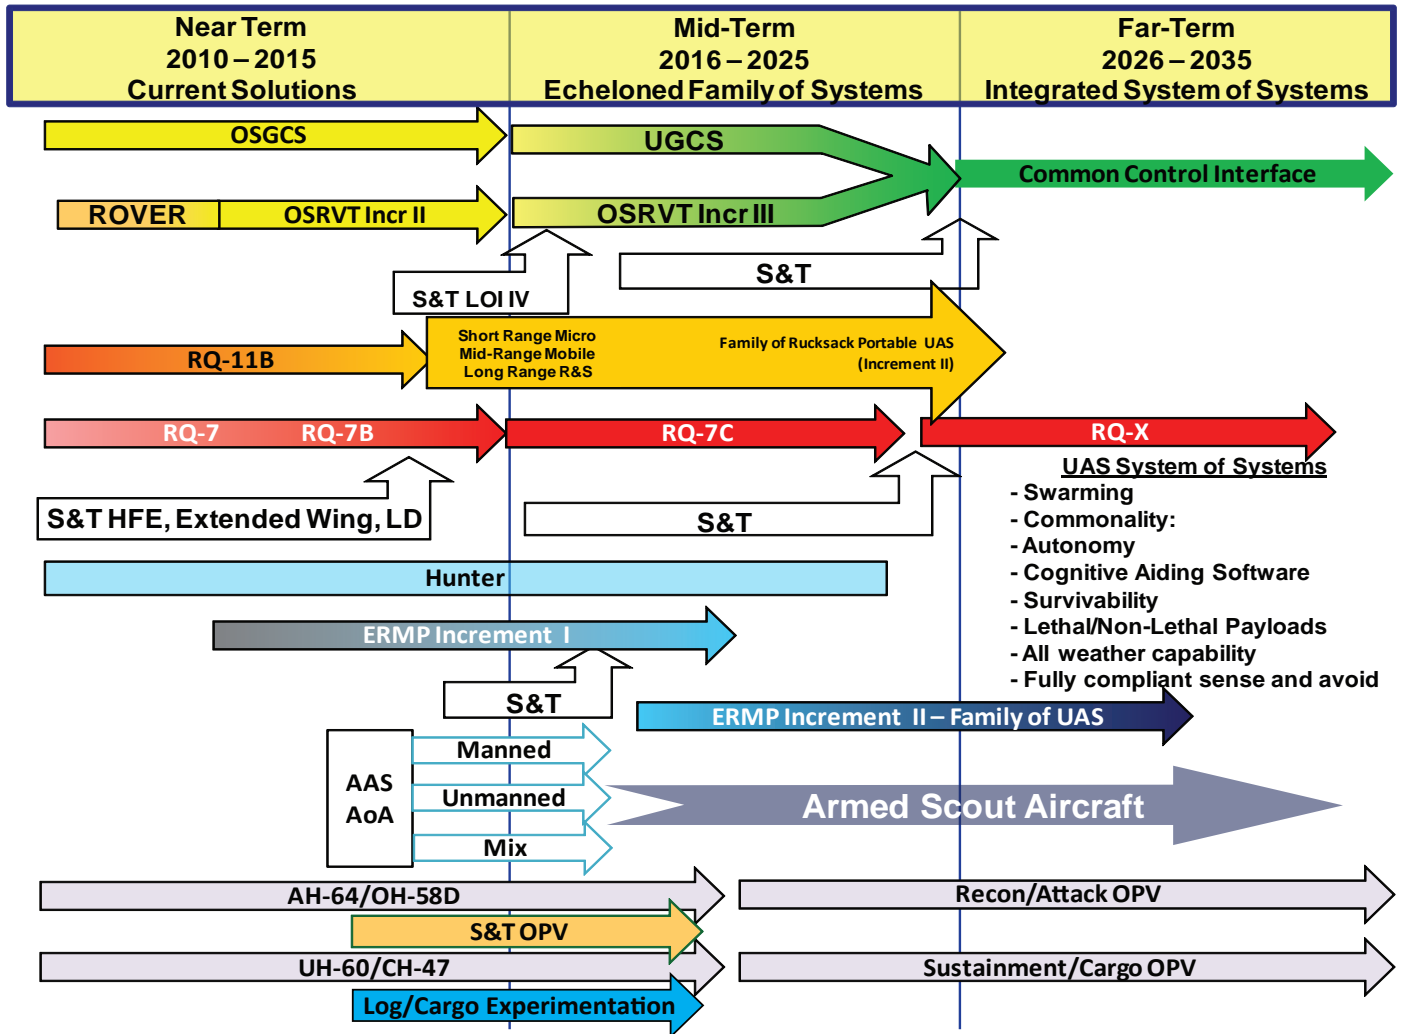 Near Term
2010 – 2015
Current Solutions
Mid-Term
2016 – 2025
Echeloned Family of Systems
Far-Term
2026 – 2035
Integrated System of Systems
OSGCS
UGCS
Common Control Interface
ROVER
OSRVT Incr II
OSRVT Incr III
S&T LOI IV
S&T
RQ-11B
Short Range Micro
Mid-Range Mobile
Long Range R&S
Family of Rucksack Portable UAS
(Increment II)
RQ-7
RQ-7B
RQ-7C
RQ-X
S&T HFE, Extended Wing, LD
S&T
UAS System of Systems
- Swarming
- Commonality:
- Autonomy
- Cognitive Aiding Software
- Survivability
- Lethal/Non-Lethal Payloads
- All weather capability
- Fully compliant sense and avoid
Hunter
ERMP Increment I
S&T
ERMP Increment II – Family of UAS
AAS
AoA
Manned
Unmanned
Mix
Armed Scout Aircraft
AH-64/OH-58D
Recon/Attack OPV
S&T OPV
UH-60/CH-47
Sustainment/Cargo OPV
Log/Cargo Experimentation